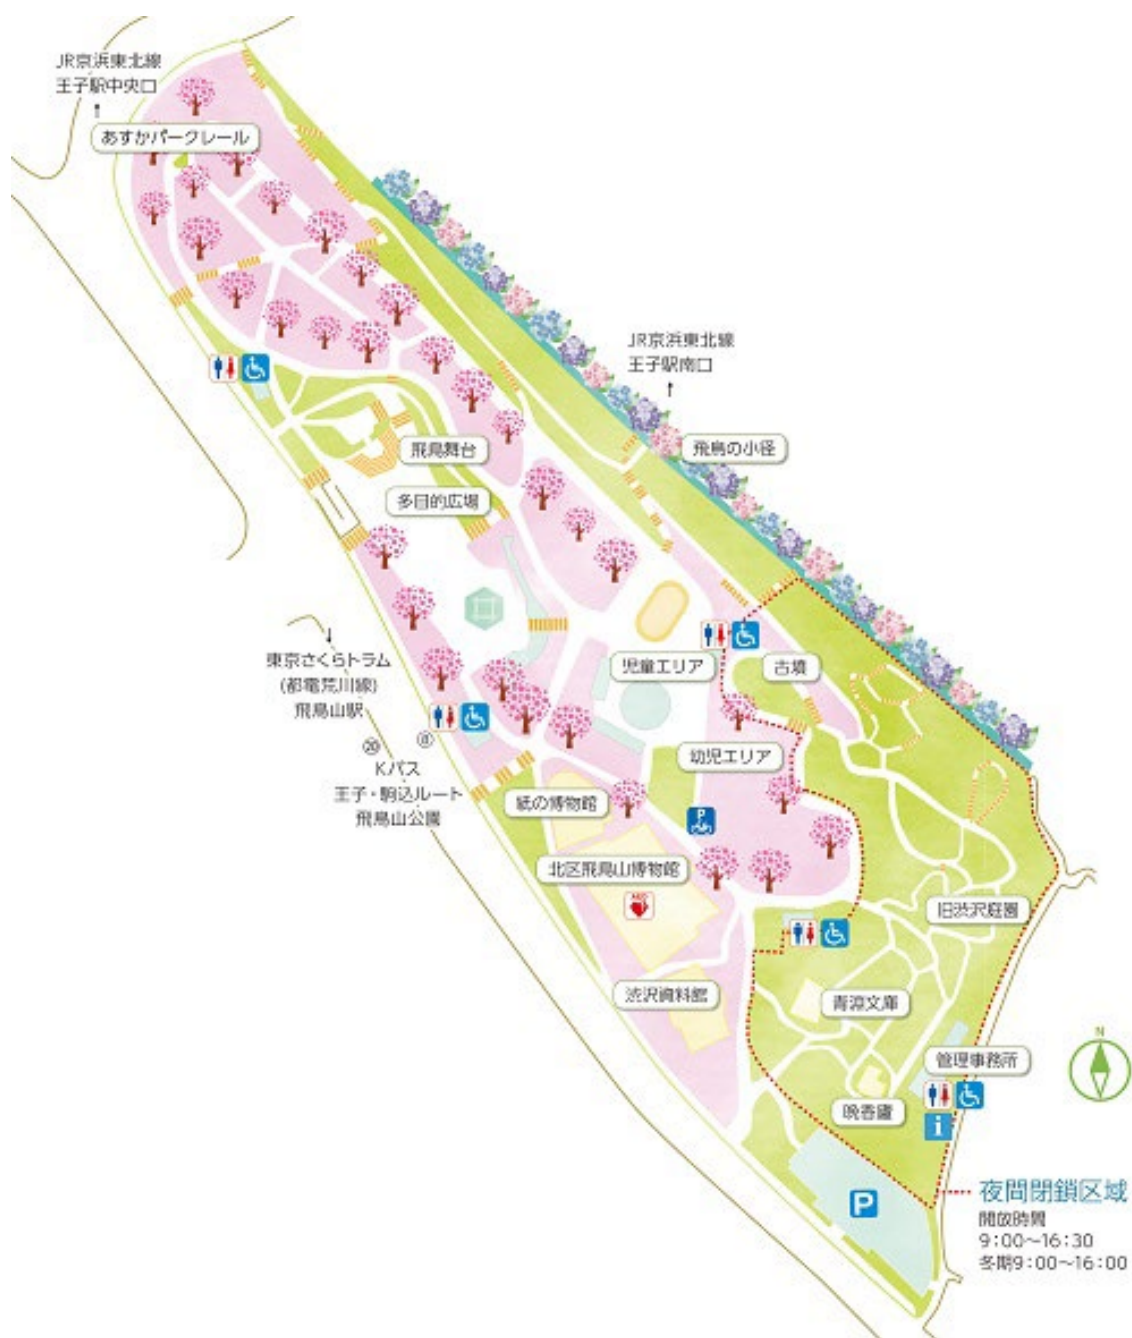 JR京浜東北線
王子駅中央口
あすかパークレール
JR京浜東北線
王子駅南口
飛鳥の小径
飛鳥舞台
多目的広場
児童エリア
古墳
東京さくらトラム
(都電荒川線)
飛鳥山駅
⑳
⑧
Kバス
王子・駒込ルート
飛鳥山公園
幼児エリア
紙の博物館
P
北区飛鳥山博物館
AED
旧渋沢庭園
渋沢資料館
青淵文庫
N
管理事務所
晩香廬
i
P
夜間閉鎖区域
開放時間
9:00〜16:30
冬期9:00〜16:00